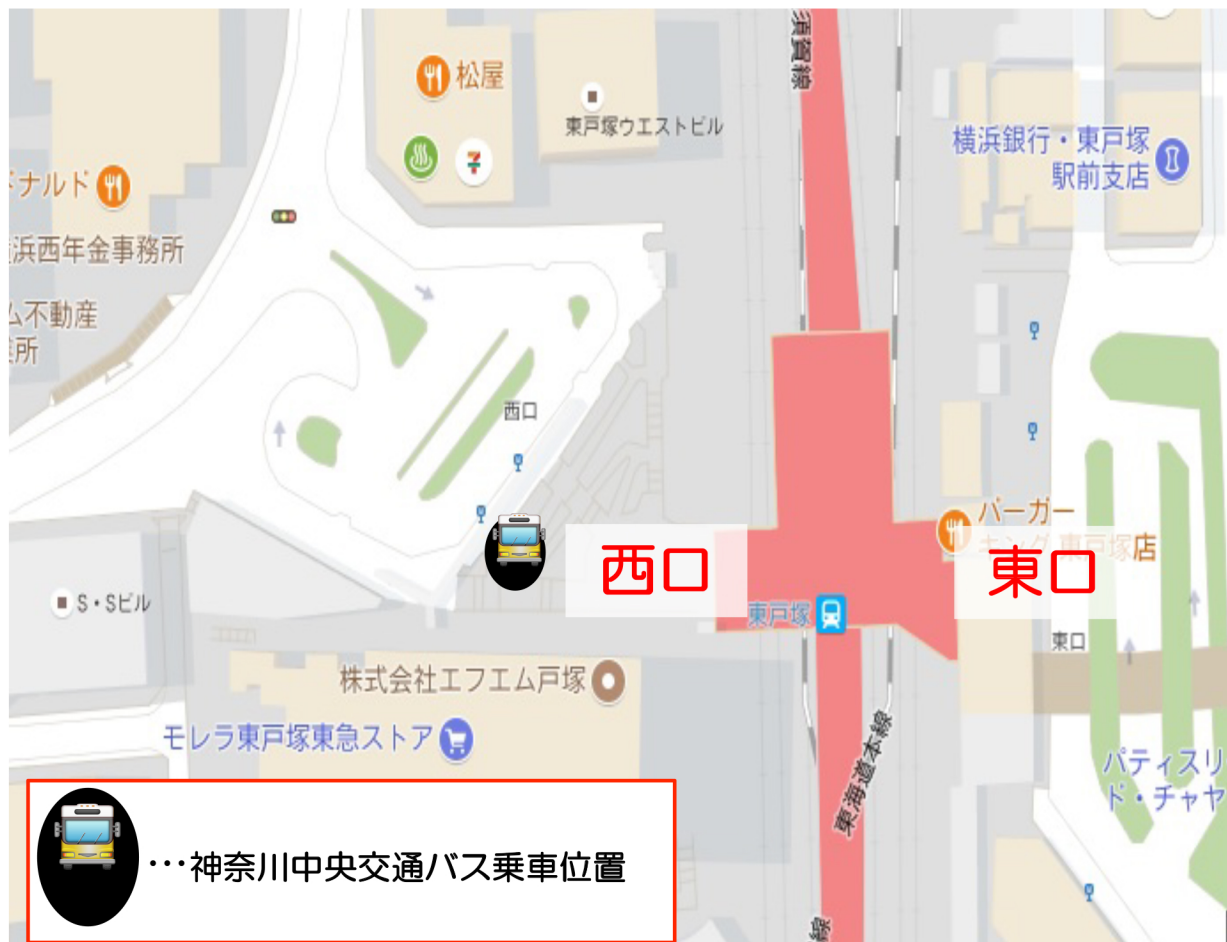 須賀線
松屋
東戸塚ウエストビル
横浜銀行・東戸塚
駅前支店
ドナルド
浜西年金事務所
ム不動産
所
西口
バーガー
キング 東戸塚店
西口
東口
S・Sビル
東戸塚
東口
株式会社エフエム戸塚
モレラ東戸塚東急ストア
東海道本線
パティスリ
ド・チャヤ
…神奈川中央交通バス乗車位置
線